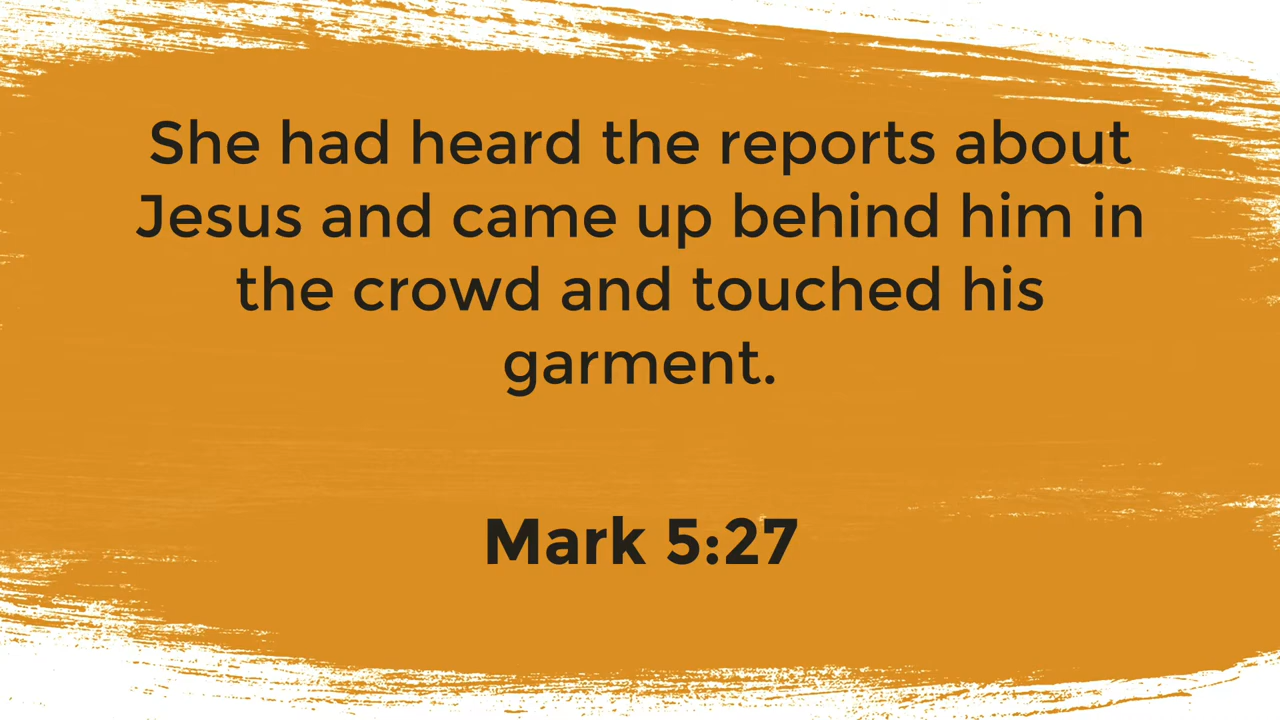 She had heard the reports about
Jesus and came up behind him in
the crowd and touched his
garment.
Mark 5:27